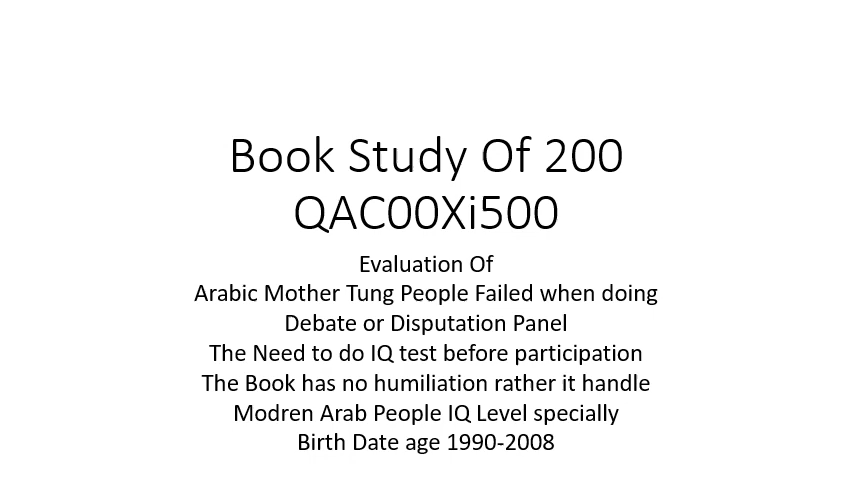 Book Study Of 200
QAC00Xi500
Evaluation Of
Arabic Mother Tung People Failed when doing
Debate or Disputation Panel
The Need to do IQ test before participation
The Book has no humiliation rather it handle
Modren Arab People IQ Level specially
Birth Date age 1990-2008